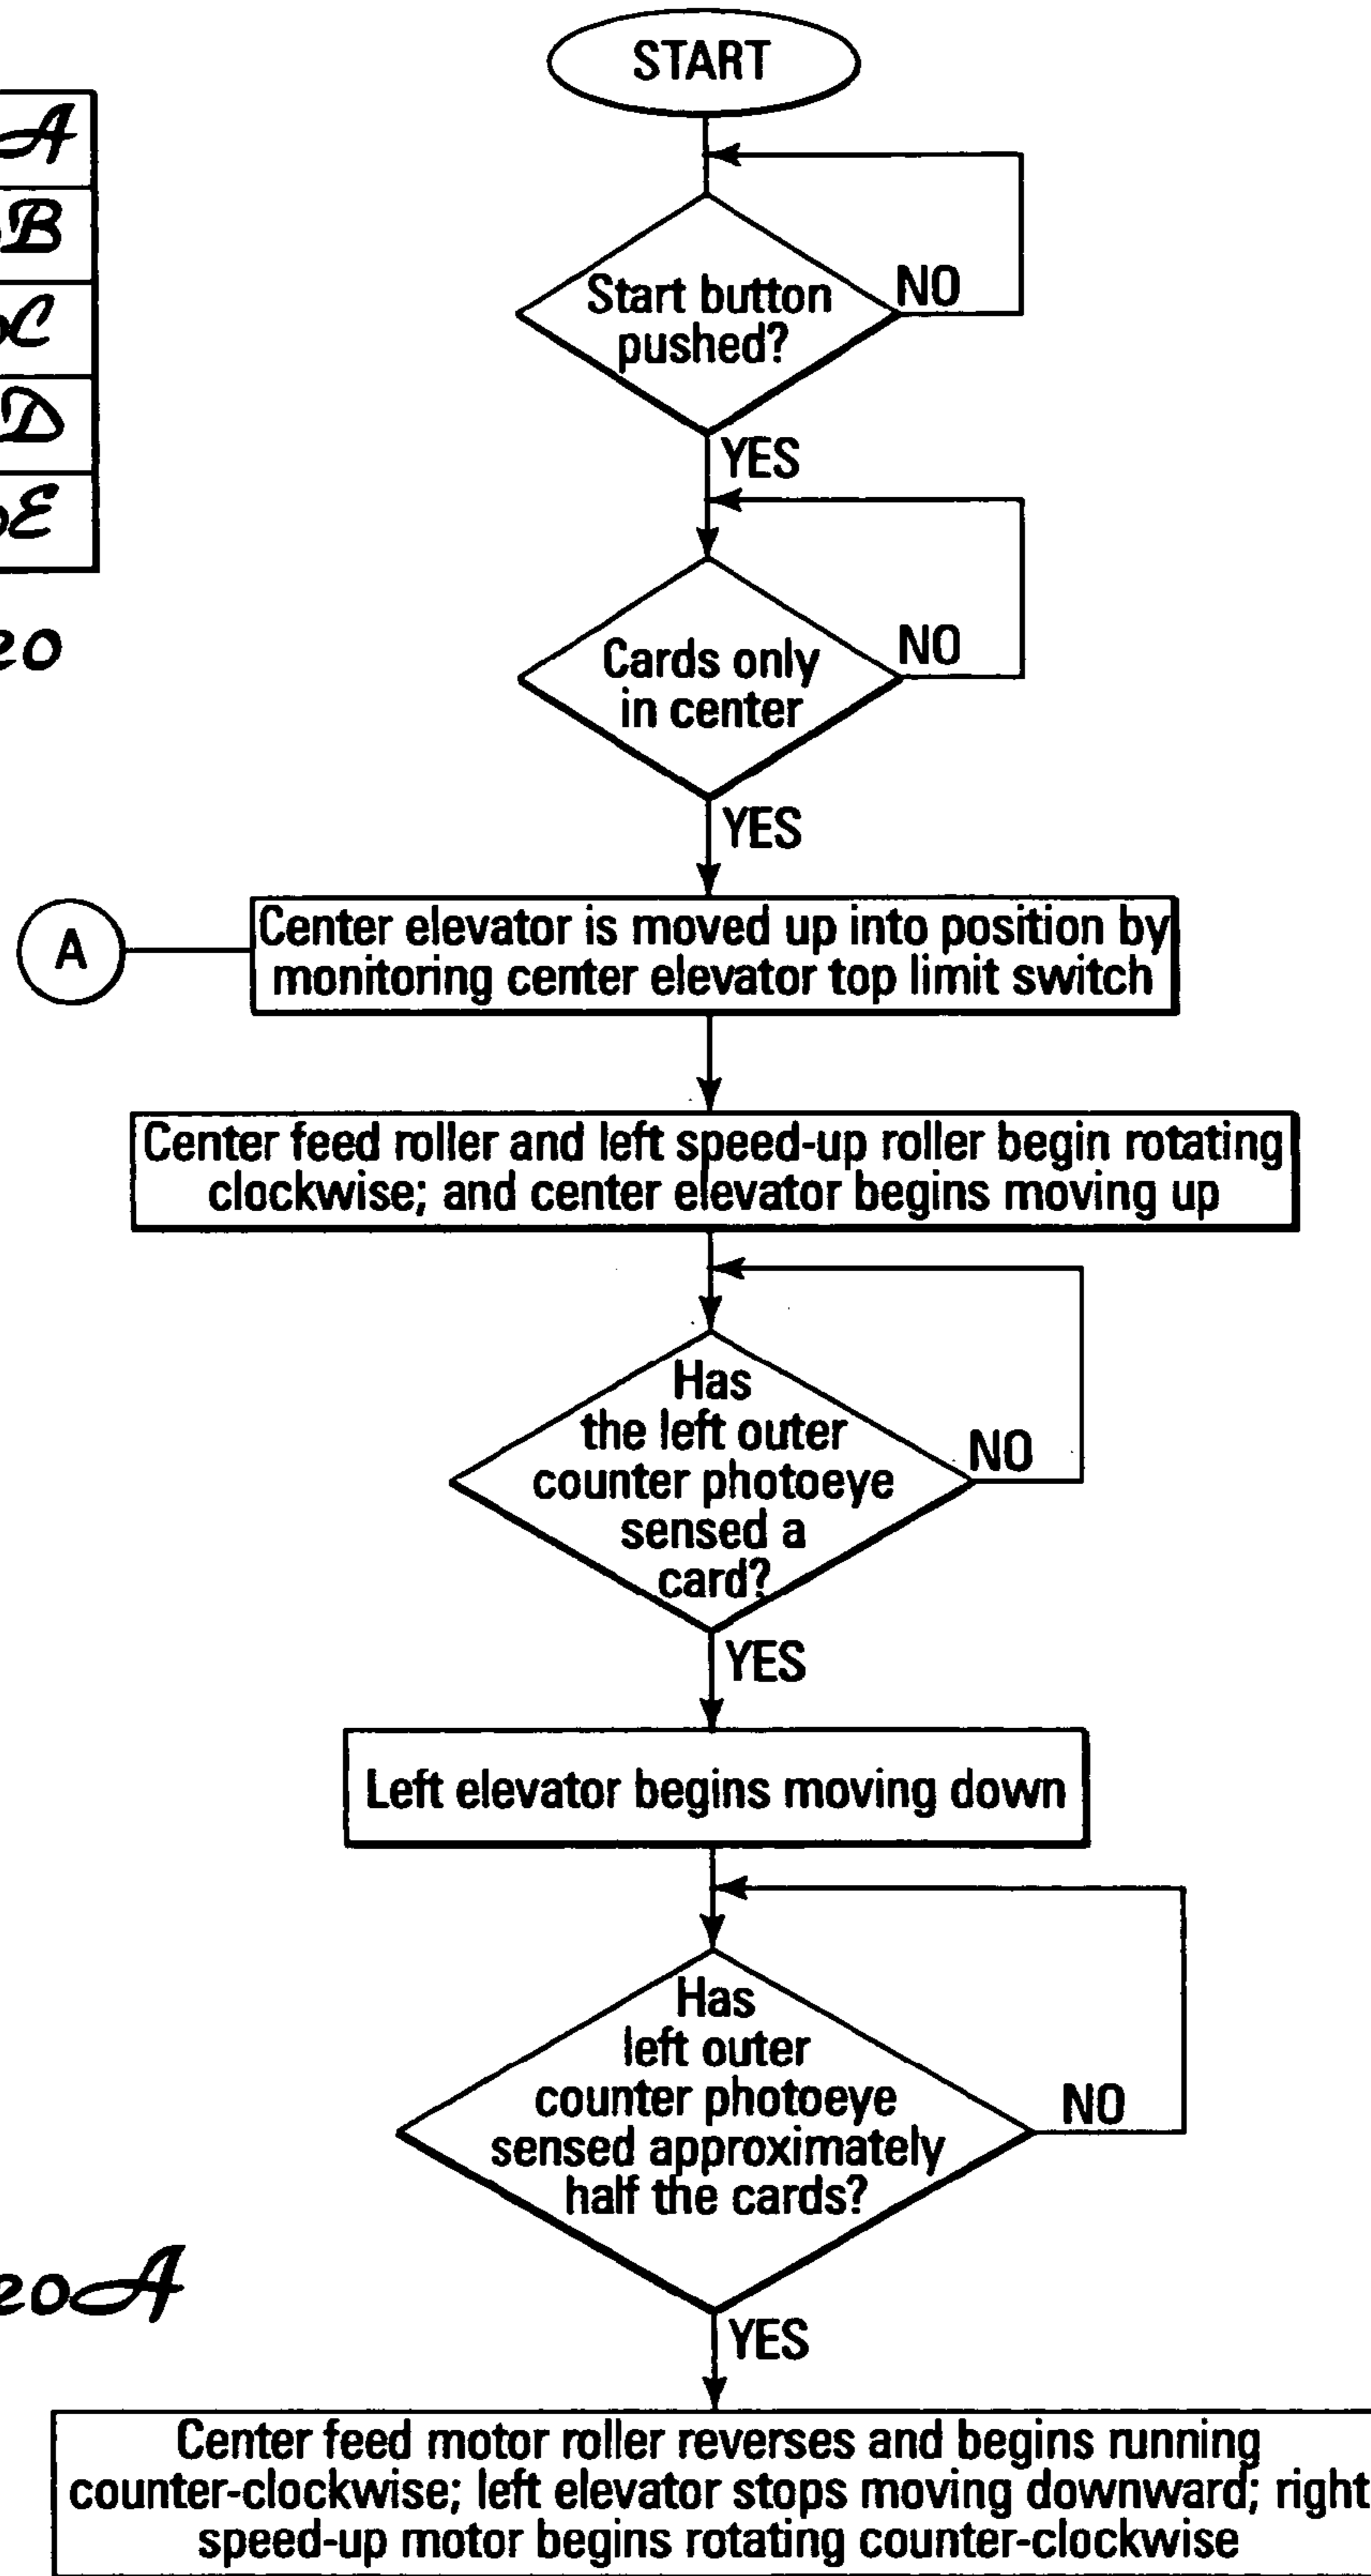 START
Start button
pushed?
NO
YES
Cards only
in center
NO
YES
A
Center elevator is moved up into position by
monitoring center elevator top limit switch
Center feed roller and left speed-up roller begin rotating
clockwise; and center elevator begins moving up
Has
the left outer
counter photoeye
sensed a
card?
NO
YES
Left elevator begins moving down
Has
left outer
counter photoeye
sensed approximately
half the cards?
NO
YES
Center feed motor roller reverses and begins running
counter-clockwise; left elevator stops moving downward; right
speed-up motor begins rotating counter-clockwise
A
B
C
D
E
20
20A